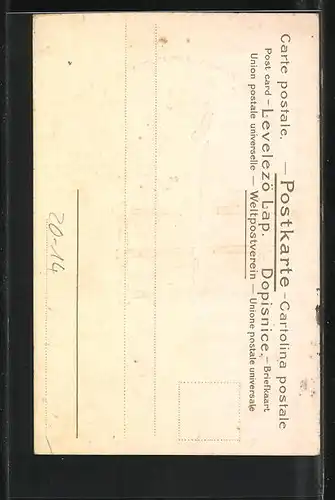 Carte postale. — Postkarte - Cartolina postale
Post card - Levelezö Lap. Dopisnice. - Briefkaart
Union postale universelle — Weltpostverein — Unione postale universale
20-14